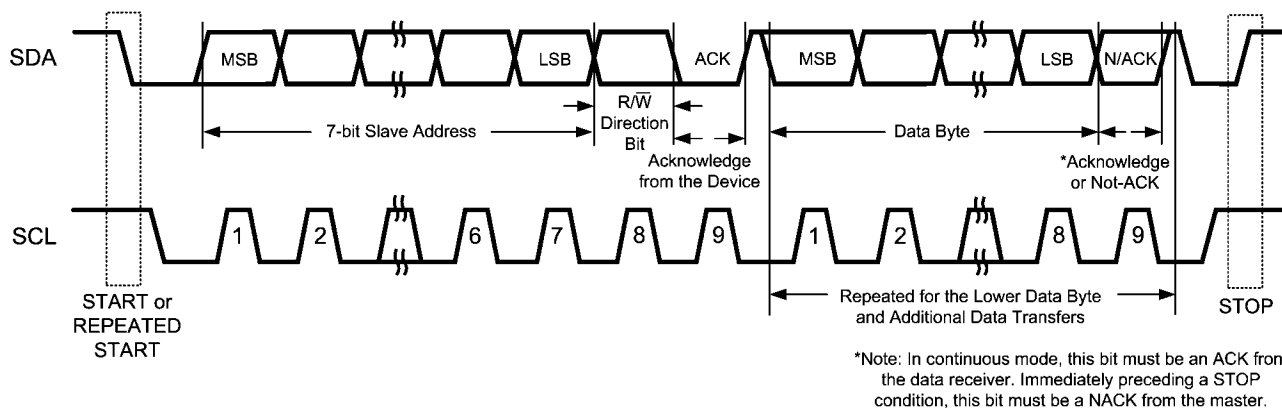 SDA
MSB
LSB
ACK
MSB
LSB
N/ACK
R/W̅
Direction
Bit
7-bit Slave Address
Data Byte
Acknowledge
from the Device
*Acknowledge
or Not-ACK
SCL
1
2
6
7
8
9
1
2
8
9
START or
REPEATED
START
Repeated for the Lower Data Byte
and Additional Data Transfers
STOP
*Note: In continuous mode, this bit must be an ACK from
the data receiver. Immediately preceding a STOP
condition, this bit must be a NACK from the master.